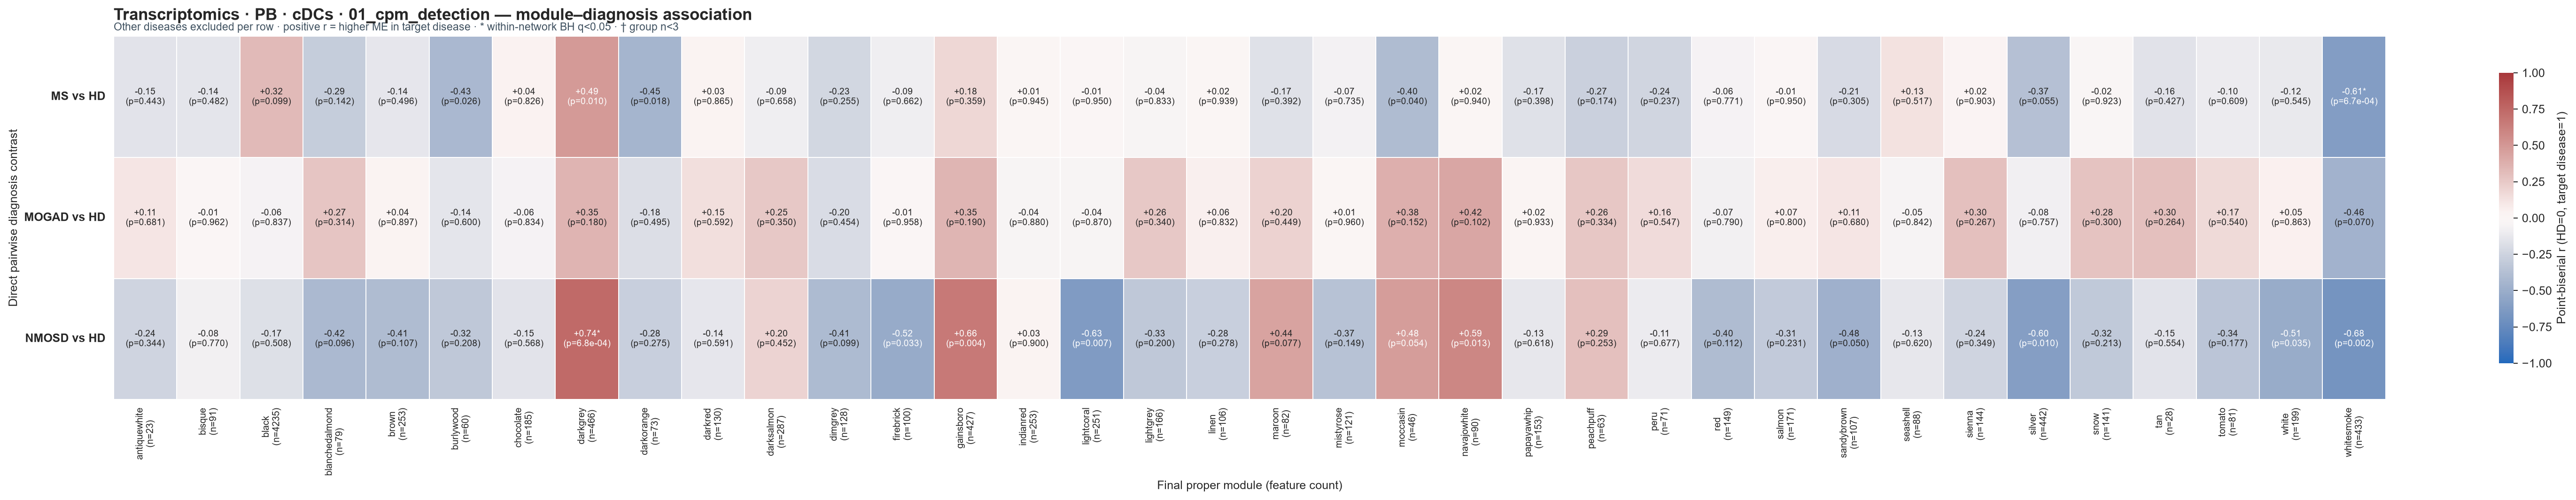 Transcriptomics · PB · cDCs · 01_cpm_detection — module–diagnosis association
Other diseases excluded per row · positive r = higher ME in target disease · * within-network BH q<0.05 · † group n<3
Direct pairwise diagnosis contrast
MS vs HD
-0.15 -0.14 +0.32 -0.29 -0.14 -0.43 +0.04 +0.49 -0.45 +0.03 -0.09 -0.23 -0.09 +0.18 +0.01 -0.01 -0.04 +0.02 -0.17 -0.07 -0.40 +0.02 -0.17 -0.27 -0.24 -0.06 -0.01 -0.21 +0.13 +0.02 -0.37 -0.02 -0.16 -0.10 -0.12 -0.61*
(p=0.443) (p=0.482) (p=0.099) (p=0.142) (p=0.496) (p=0.026) (p=0.826) (p=0.010) (p=0.018) (p=0.865) (p=0.658) (p=0.255) (p=0.662) (p=0.359) (p=0.945) (p=0.950) (p=0.833) (p=0.939) (p=0.392) (p=0.735) (p=0.040) (p=0.940) (p=0.398) (p=0.174) (p=0.237) (p=0.771) (p=0.950) (p=0.305) (p=0.517) (p=0.903) (p=0.055) (p=0.923) (p=0.427) (p=0.609) (p=0.545) (p=6.7e-04)
MOGAD vs HD
+0.11 -0.01 -0.06 +0.27 +0.04 -0.14 -0.06 +0.35 -0.18 +0.15 +0.25 -0.20 -0.01 +0.35 -0.04 -0.04 +0.26 +0.06 +0.20 +0.01 +0.38 +0.42 +0.02 +0.26 +0.16 -0.07 +0.07 +0.11 -0.05 +0.30 -0.08 +0.28 +0.30 +0.17 +0.05 -0.46
(p=0.681) (p=0.962) (p=0.837) (p=0.314) (p=0.897) (p=0.600) (p=0.834) (p=0.180) (p=0.495) (p=0.592) (p=0.350) (p=0.454) (p=0.958) (p=0.190) (p=0.880) (p=0.870) (p=0.340) (p=0.832) (p=0.449) (p=0.960) (p=0.152) (p=0.102) (p=0.933) (p=0.334) (p=0.547) (p=0.790) (p=0.800) (p=0.680) (p=0.842) (p=0.267) (p=0.757) (p=0.300) (p=0.264) (p=0.540) (p=0.863) (p=0.070)
NMOSD vs HD
-0.24 -0.08 -0.17 -0.42 -0.41 -0.32 -0.15 +0.74* -0.28 -0.14 +0.20 -0.41 -0.52 +0.66 +0.03 -0.63 -0.33 -0.28 +0.44 -0.37 +0.48 +0.59 -0.13 +0.29 -0.11 -0.40 -0.31 -0.48 -0.13 -0.24 -0.60 -0.32 -0.15 -0.34 -0.51 -0.68
(p=0.344) (p=0.770) (p=0.508) (p=0.096) (p=0.107) (p=0.208) (p=0.568) (p=6.8e-04) (p=0.275) (p=0.591) (p=0.452) (p=0.099) (p=0.033) (p=0.004) (p=0.900) (p=0.007) (p=0.200) (p=0.278) (p=0.077) (p=0.149) (p=0.054) (p=0.013) (p=0.618) (p=0.253) (p=0.677) (p=0.112) (p=0.231) (p=0.050) (p=0.620) (p=0.349) (p=0.010) (p=0.213) (p=0.554) (p=0.177) (p=0.035) (p=0.002)
antiquewhite
(n=23)
bisque
(n=91)
black
(n=4235)
blanchedalmond
(n=79)
brown
(n=253)
burlywood
(n=60)
chocolate
(n=185)
darkgrey
(n=486)
darkorange
(n=73)
darkred
(n=130)
darksalmon
(n=287)
dimgrey
(n=128)
firebrick
(n=100)
gainsboro
(n=427)
indianred
(n=253)
lightcoral
(n=251)
lightgrey
(n=166)
linen
(n=106)
maroon
(n=82)
mistyrose
(n=121)
moccasin
(n=46)
navajowhite
(n=90)
papayawhip
(n=153)
peachpuff
(n=63)
peru
(n=71)
red
(n=149)
salmon
(n=171)
sandybrown
(n=107)
seashell
(n=88)
sienna
(n=144)
silver
(n=442)
snow
(n=141)
tan
(n=28)
tomato
(n=81)
white
(n=199)
whitesmoke
(n=433)
Final proper module (feature count)
1.00
0.75
0.50
0.25
0.00
−0.25
−0.50
−0.75
−1.00
Point-biserial r (HD=0, target disease=1)